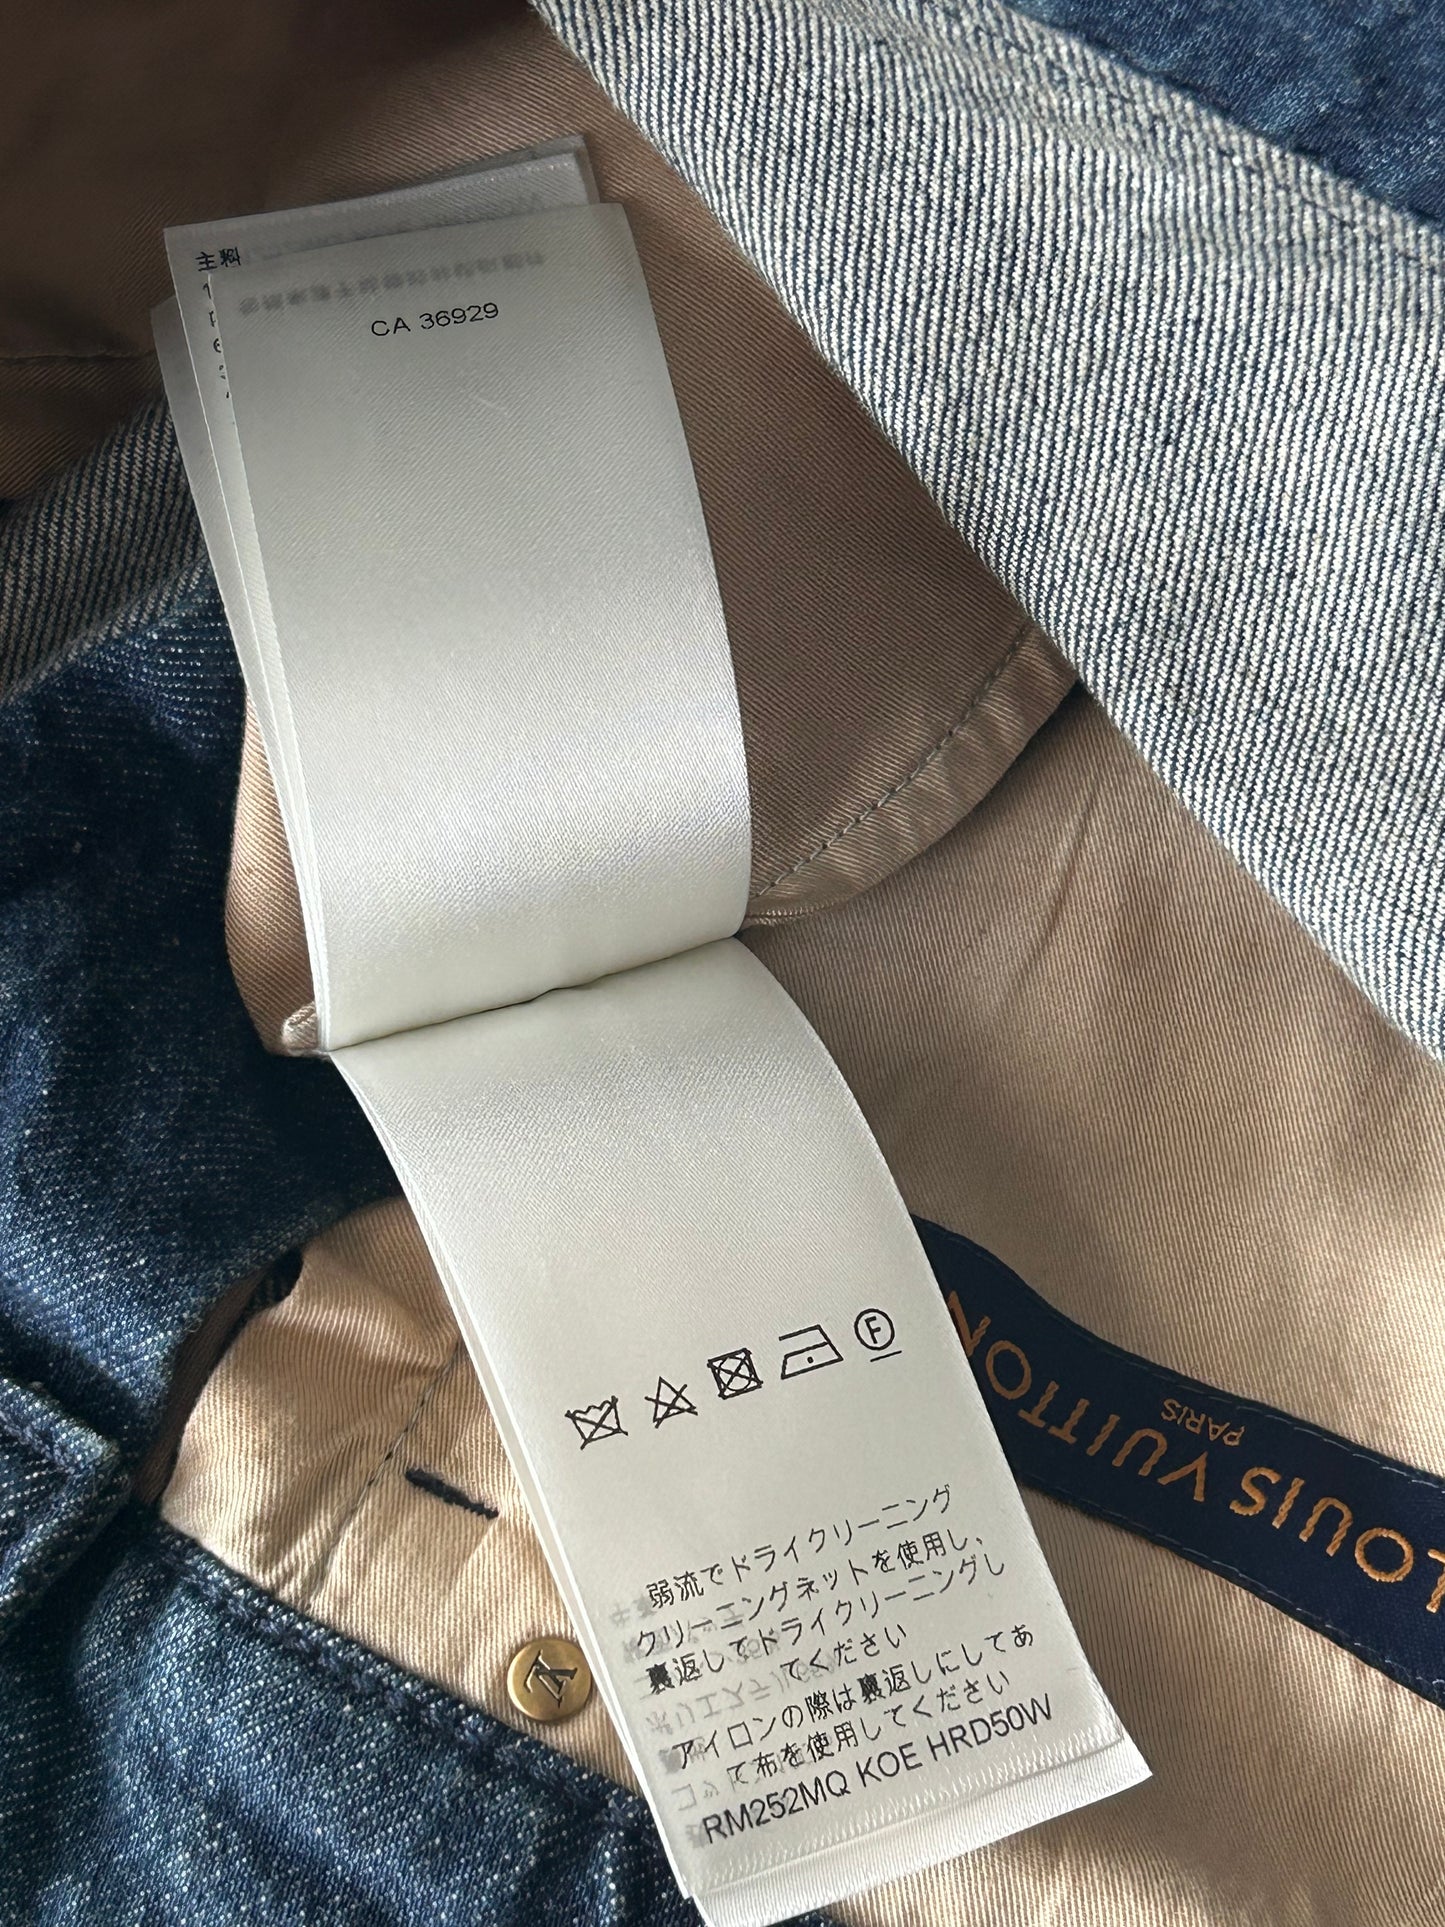 主料
CA 36929
F
弱流でドライクリーニング
クリーニングネットを使用し、
裏返してドライクリーニングし
てください
アイロンの際は裏返しにしてあ
て布を使用してください
RM252MQ KOE HRD50W
LOUIS VUITTON
PARIS